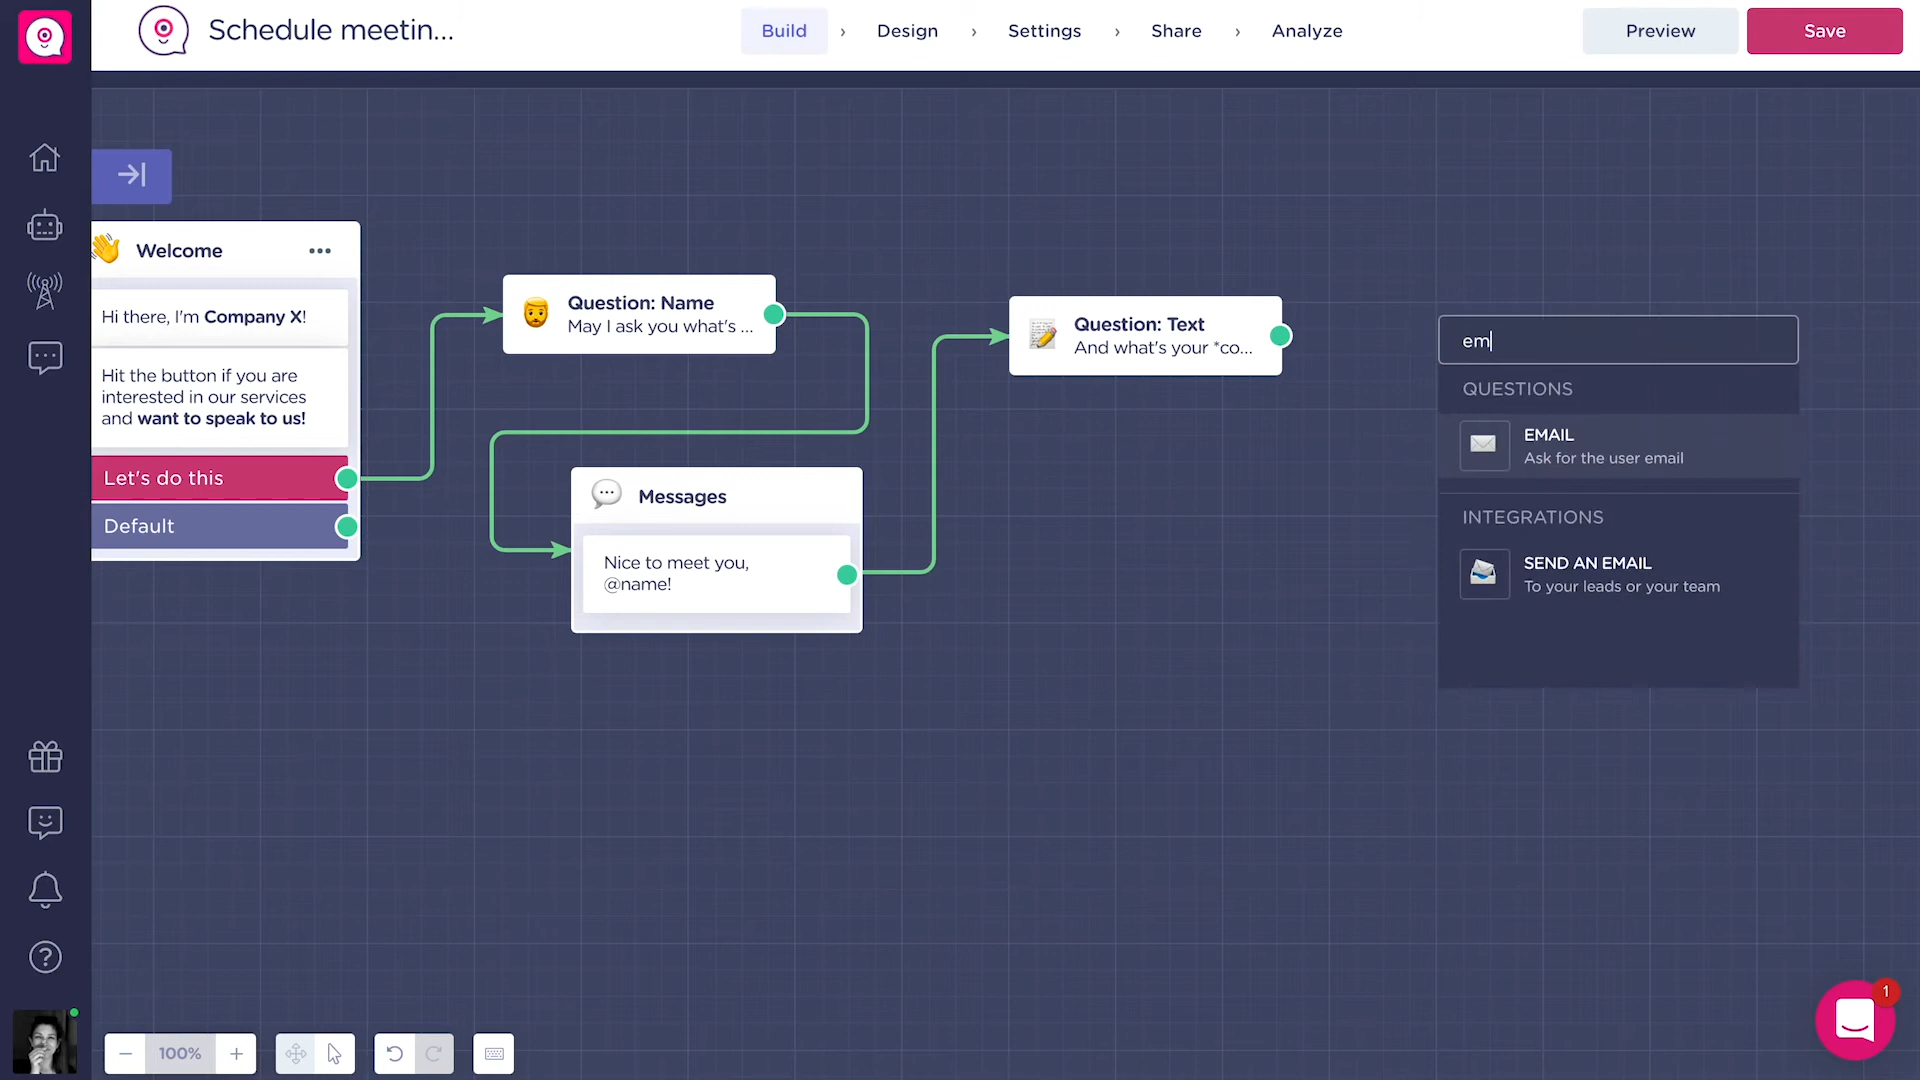 Schedule meetin...
Build › Design › Settings › Share › Analyze
Preview
Save
Welcome
Hi there, I'm Company X!
Hit the button if you are
interested in our services
and want to speak to us!
Let's do this
Default
Question: Name
May I ask you what's ...
Messages
Nice to meet you,
@name!
Question: Text
And what's your *co...
em
QUESTIONS
EMAIL
Ask for the user email
INTEGRATIONS
SEND AN EMAIL
To your leads or your team
100%
1